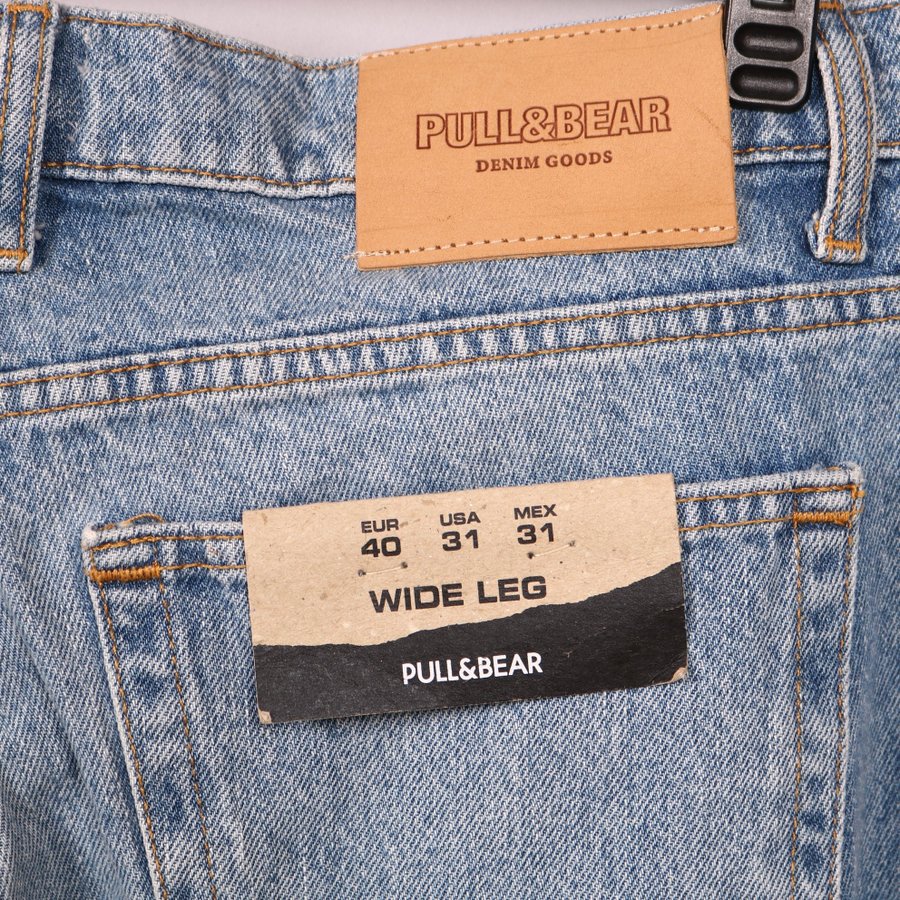 PULL&BEAR
DENIM GOODS
EUR USA MEX
40 31 31
WIDE LEG
PULL&BEAR